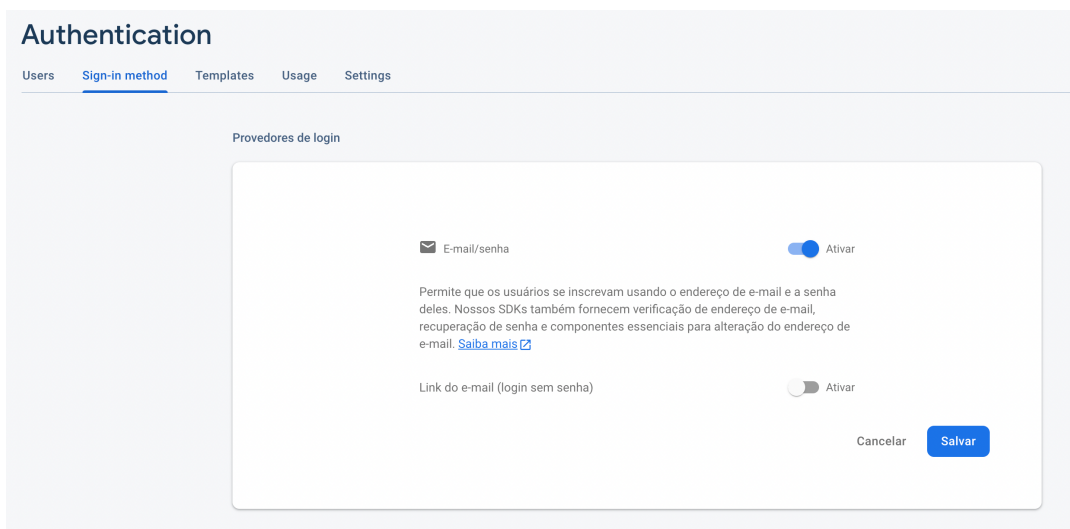 Authentication
Users Sign-in method Templates Usage Settings
Provedores de login
E-mail/senha Ativar
Permite que os usuários se inscrevam usando o endereço de e-mail e a senha
deles. Nossos SDKs também fornecem verificação de endereço de e-mail,
recuperação de senha e componentes essenciais para alteração do endereço de
e-mail. Saiba mais
Link do e-mail (login sem senha) Ativar
Cancelar Salvar